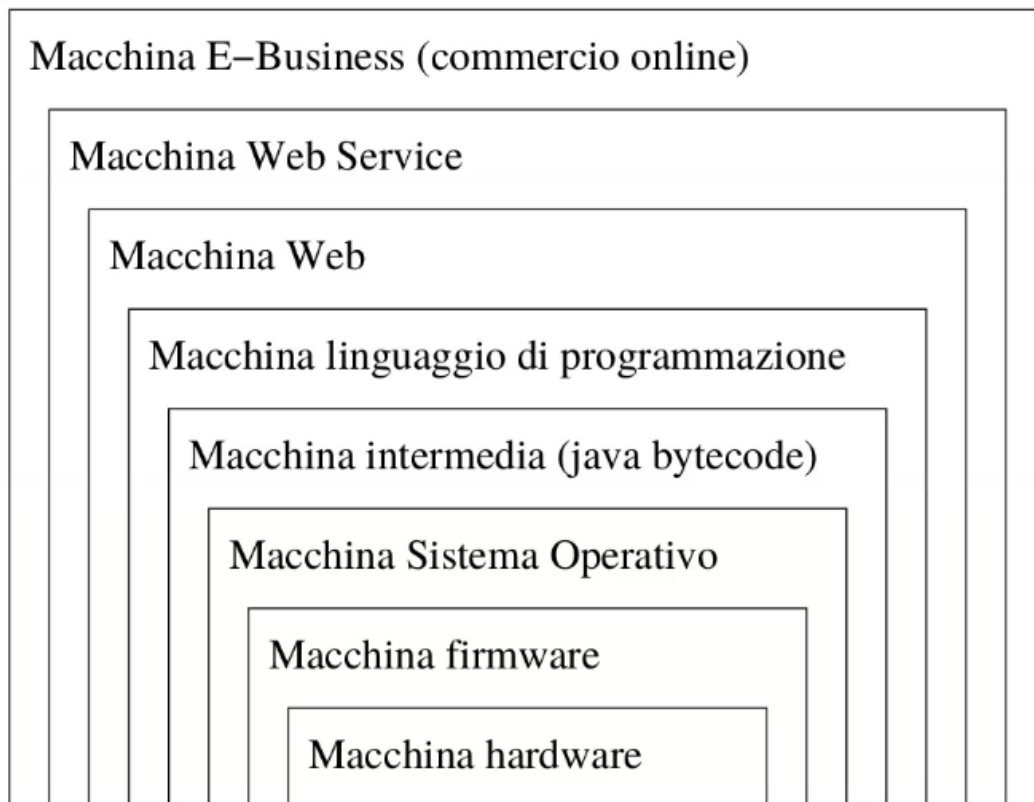 Macchina E−Business (commercio online)
Macchina Web Service
Macchina Web
Macchina linguaggio di programmazione
Macchina intermedia (java bytecode)
Macchina Sistema Operativo
Macchina firmware
Macchina hardware